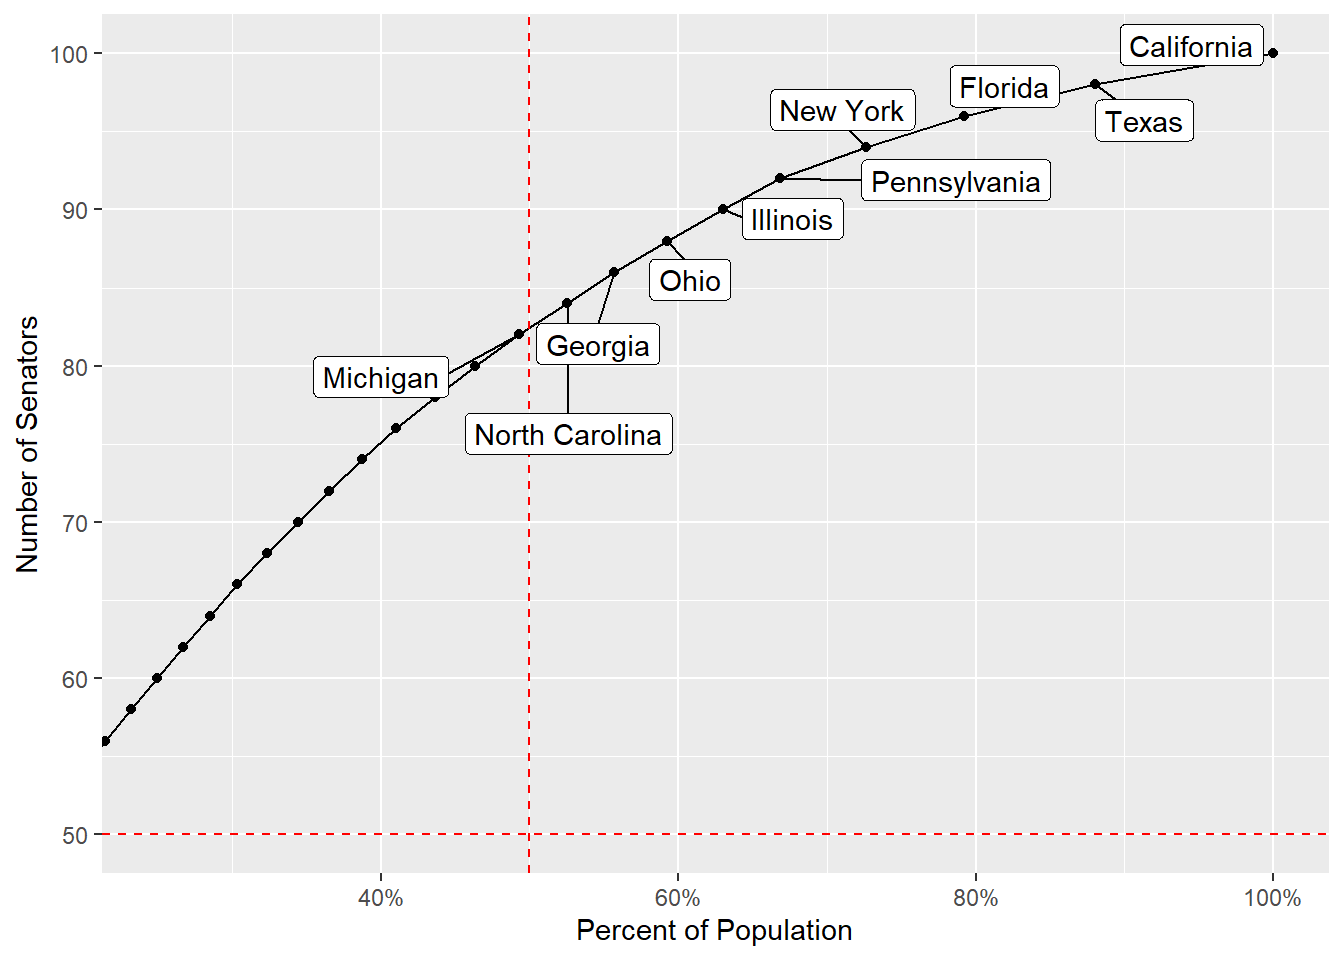 100
90
80
70
60
50
Number of Senators
California
Florida
New York
Texas
Pennsylvania
Illinois
Ohio
Georgia
Michigan
North Carolina
40%
60%
80%
100%
Percent of Population